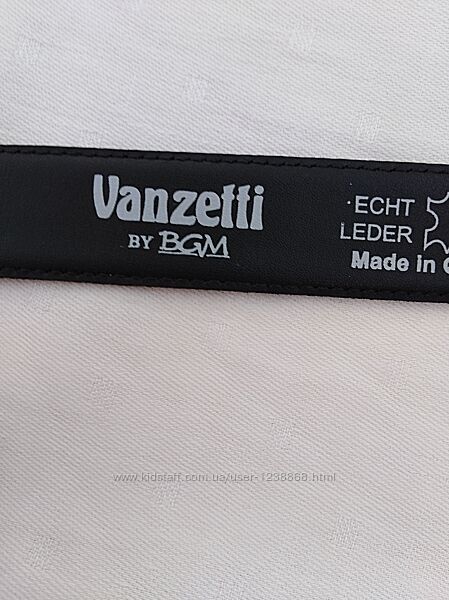 Vanzetti
BY BGM
ECHT
LEDER
Made in
www.kidstaff.com.ua/user-1238868.html